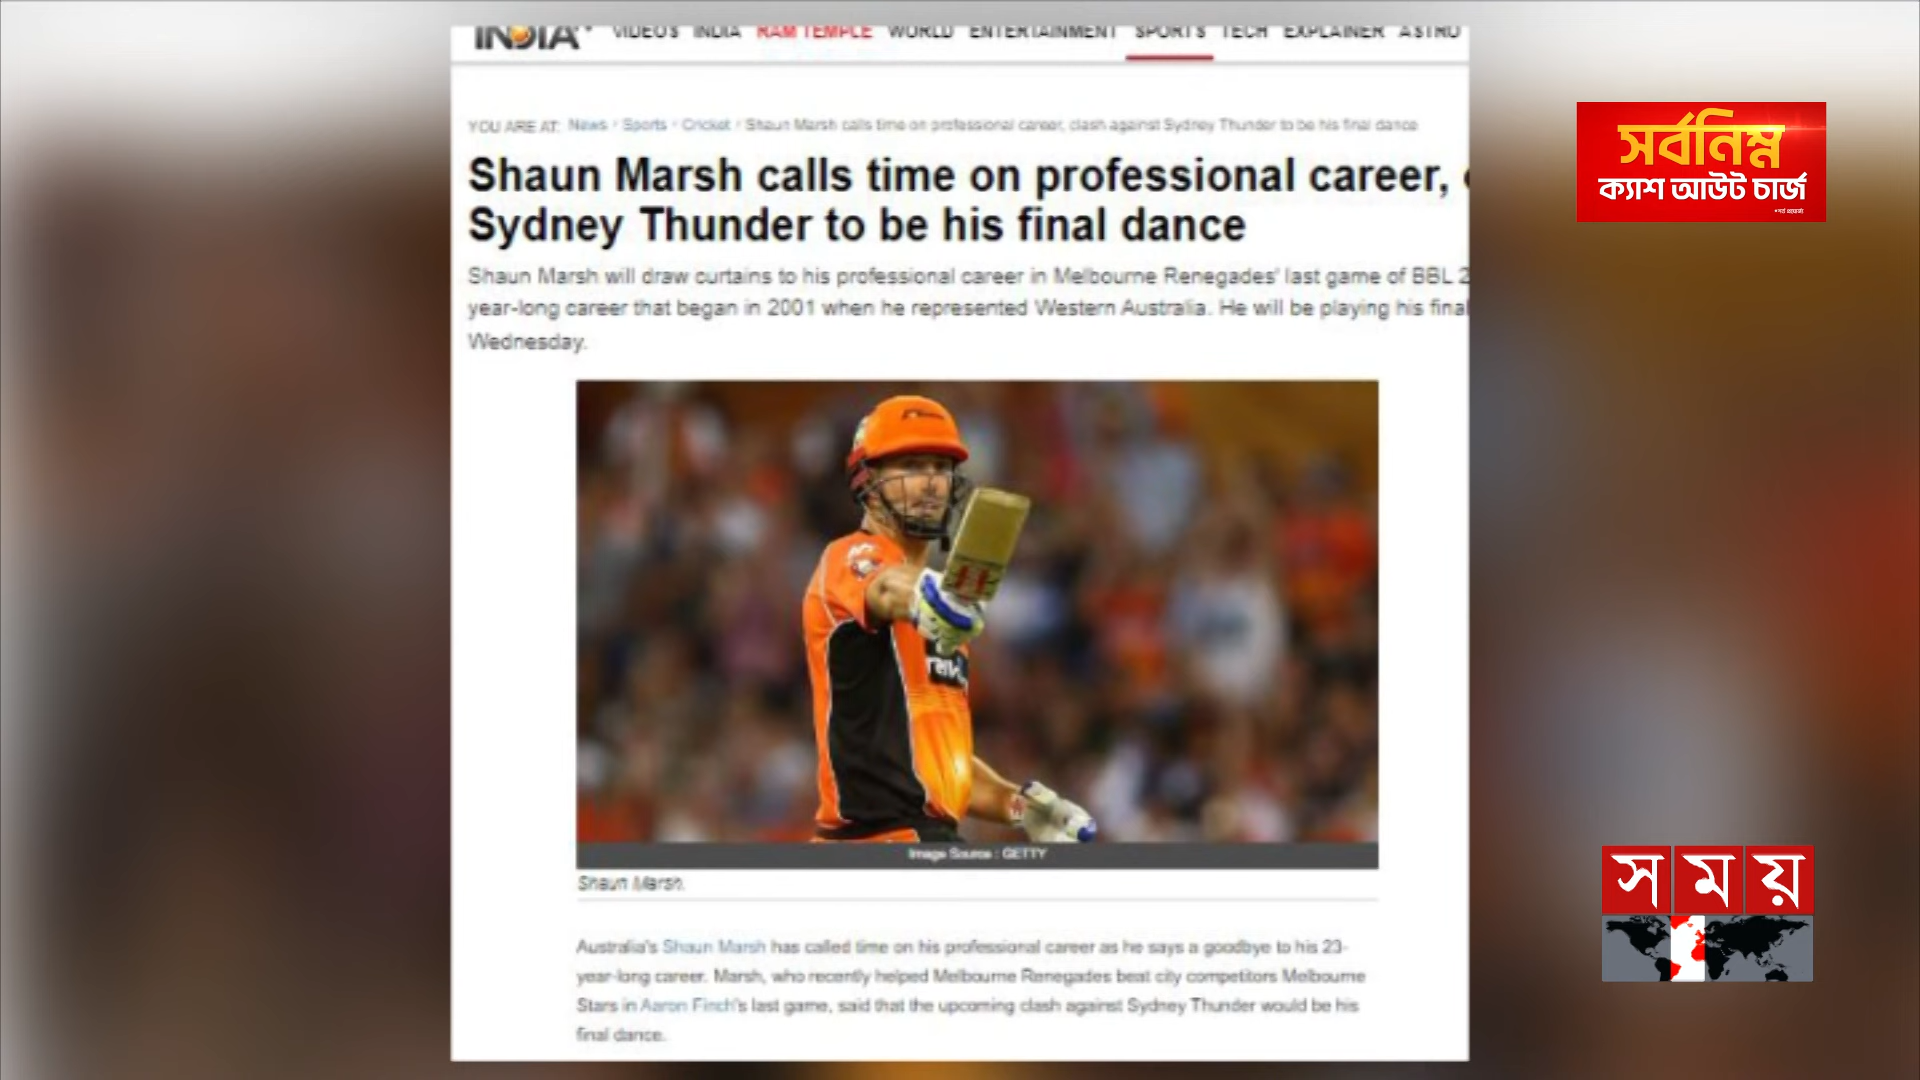 INDIA
VIDEOS INDIA RAM TEMPLE WORLD ENTERTAINMENT SPORTS TECH EXPLAINER ASTRO
YOU ARE AT: News Sports Cricket Shaun Marsh calls time on professional career, clash against Sydney Thunder to be his final dance
Shaun Marsh calls time on professional career,
Sydney Thunder to be his final dance
Shaun Marsh will draw curtains to his professional career in Melbourne Renegades' last game of BBL 2
year-long career that began in 2001 when he represented Western Australia. He will be playing his final
Wednesday.
Image Source : GETTY
Shaun Marsh.
Australia's Shaun Marsh has called time on his professional career as he says a goodbye to his 23-
year-long career. Marsh, who recently helped Melbourne Renegades beat city competitors Melbourne
Stars in Aaron Finch's last game, said that the upcoming clash against Sydney Thunder would be his
final dance.
সর্বনিম্ন
ক্যাশ আউট চার্জ
সময়